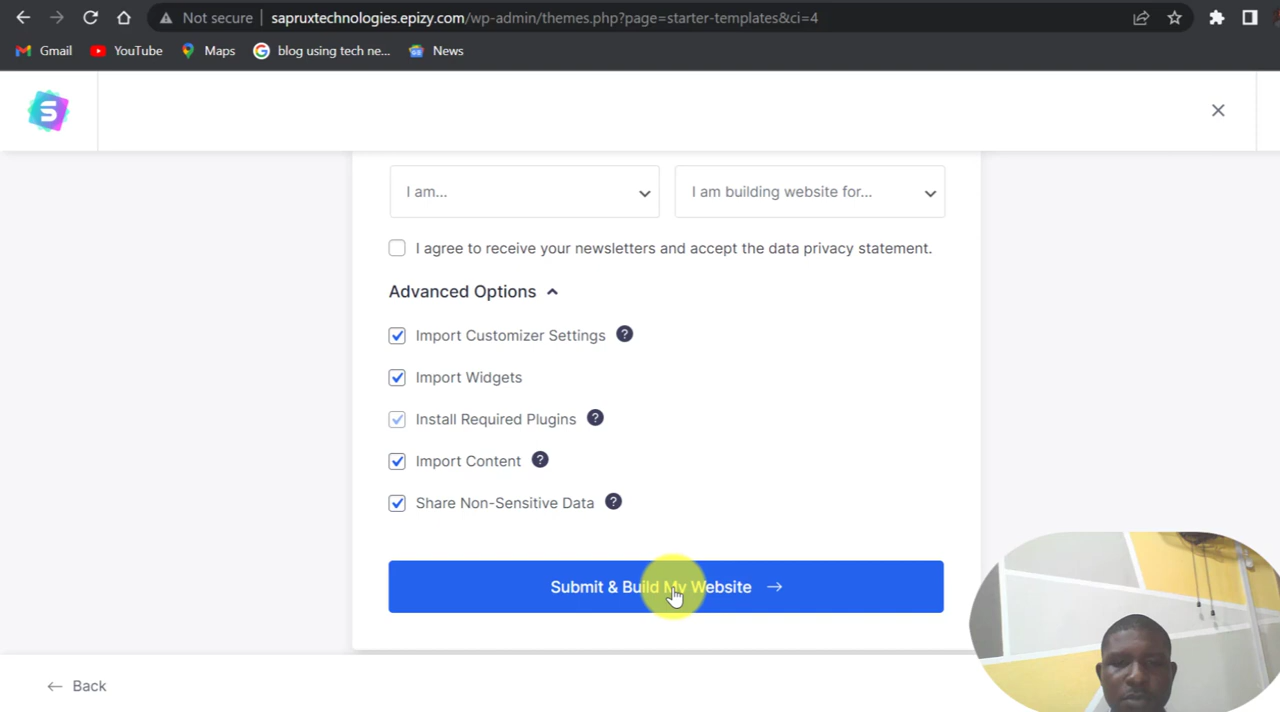 Not secure | sapruxtechnologies.epizy.com/wp-admin/themes.php?page=starter-templates&ci=4
Gmail YouTube Maps blog using tech ne... News
S
I am... I am building website for...
I agree to receive your newsletters and accept the data privacy statement.
Advanced Options
Import Customizer Settings ?
Import Widgets
Install Required Plugins ?
Import Content ?
Share Non-Sensitive Data ?
Submit & Build My Website →
← Back